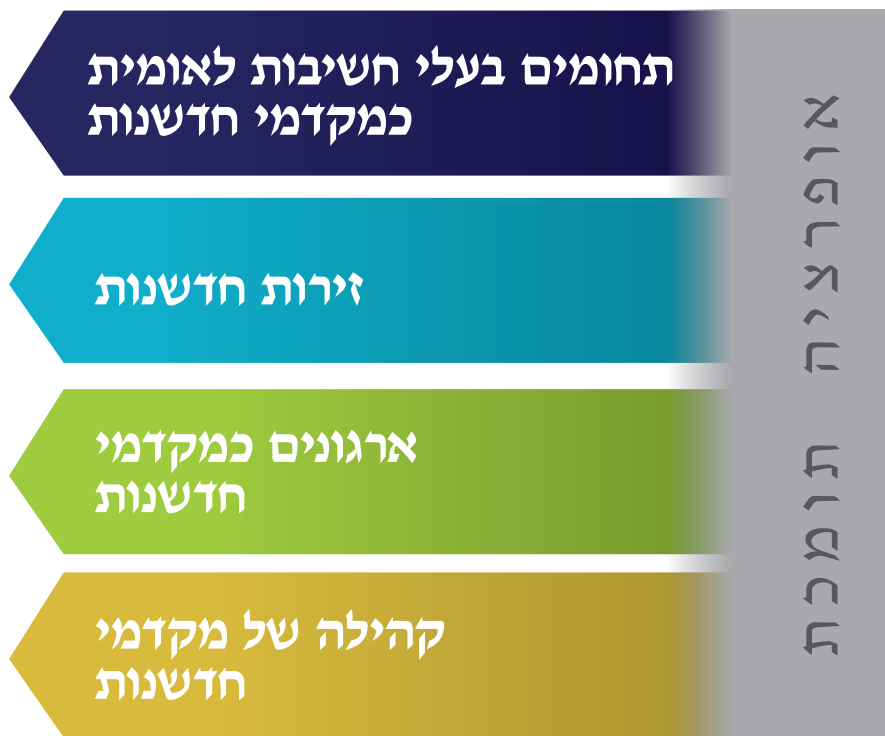 תחומים בעלי חשיבות לאומית
כמקדמי חדשנות
זירות חדשנות
ארגונים כמקדמי
חדשנות
קהילה של מקדמי
חדשנות
אופרציה תומכת